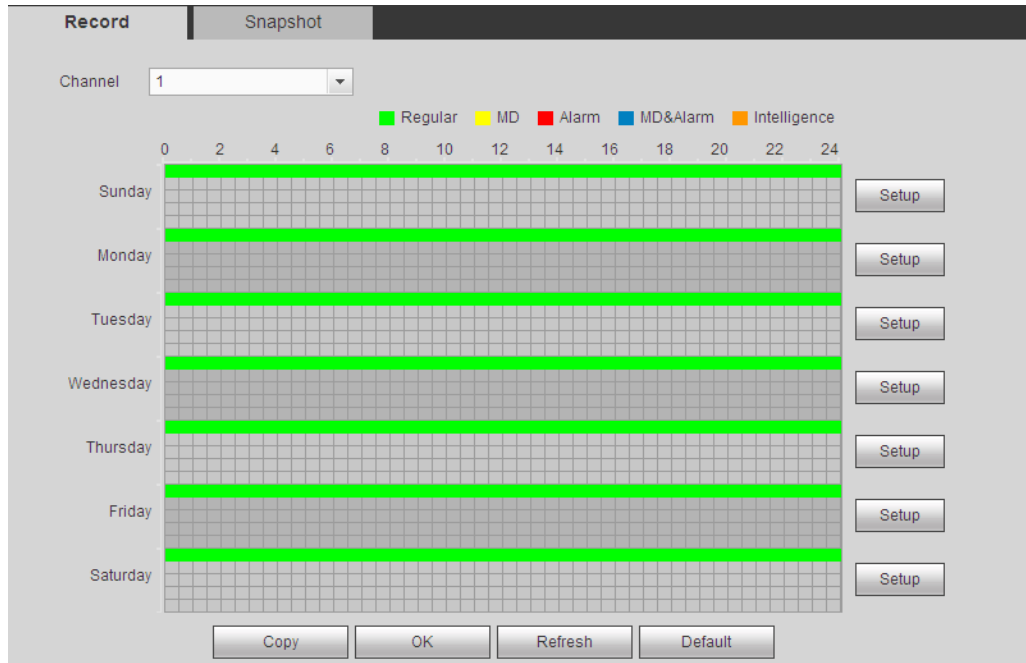 Record Snapshot
Channel 1
Regular MD Alarm MD&Alarm Intelligence
0 2 4 6 8 10 12 14 16 18 20 22 24
Sunday Setup
Monday Setup
Tuesday Setup
Wednesday Setup
Thursday Setup
Friday Setup
Saturday Setup
Copy OK Refresh Default